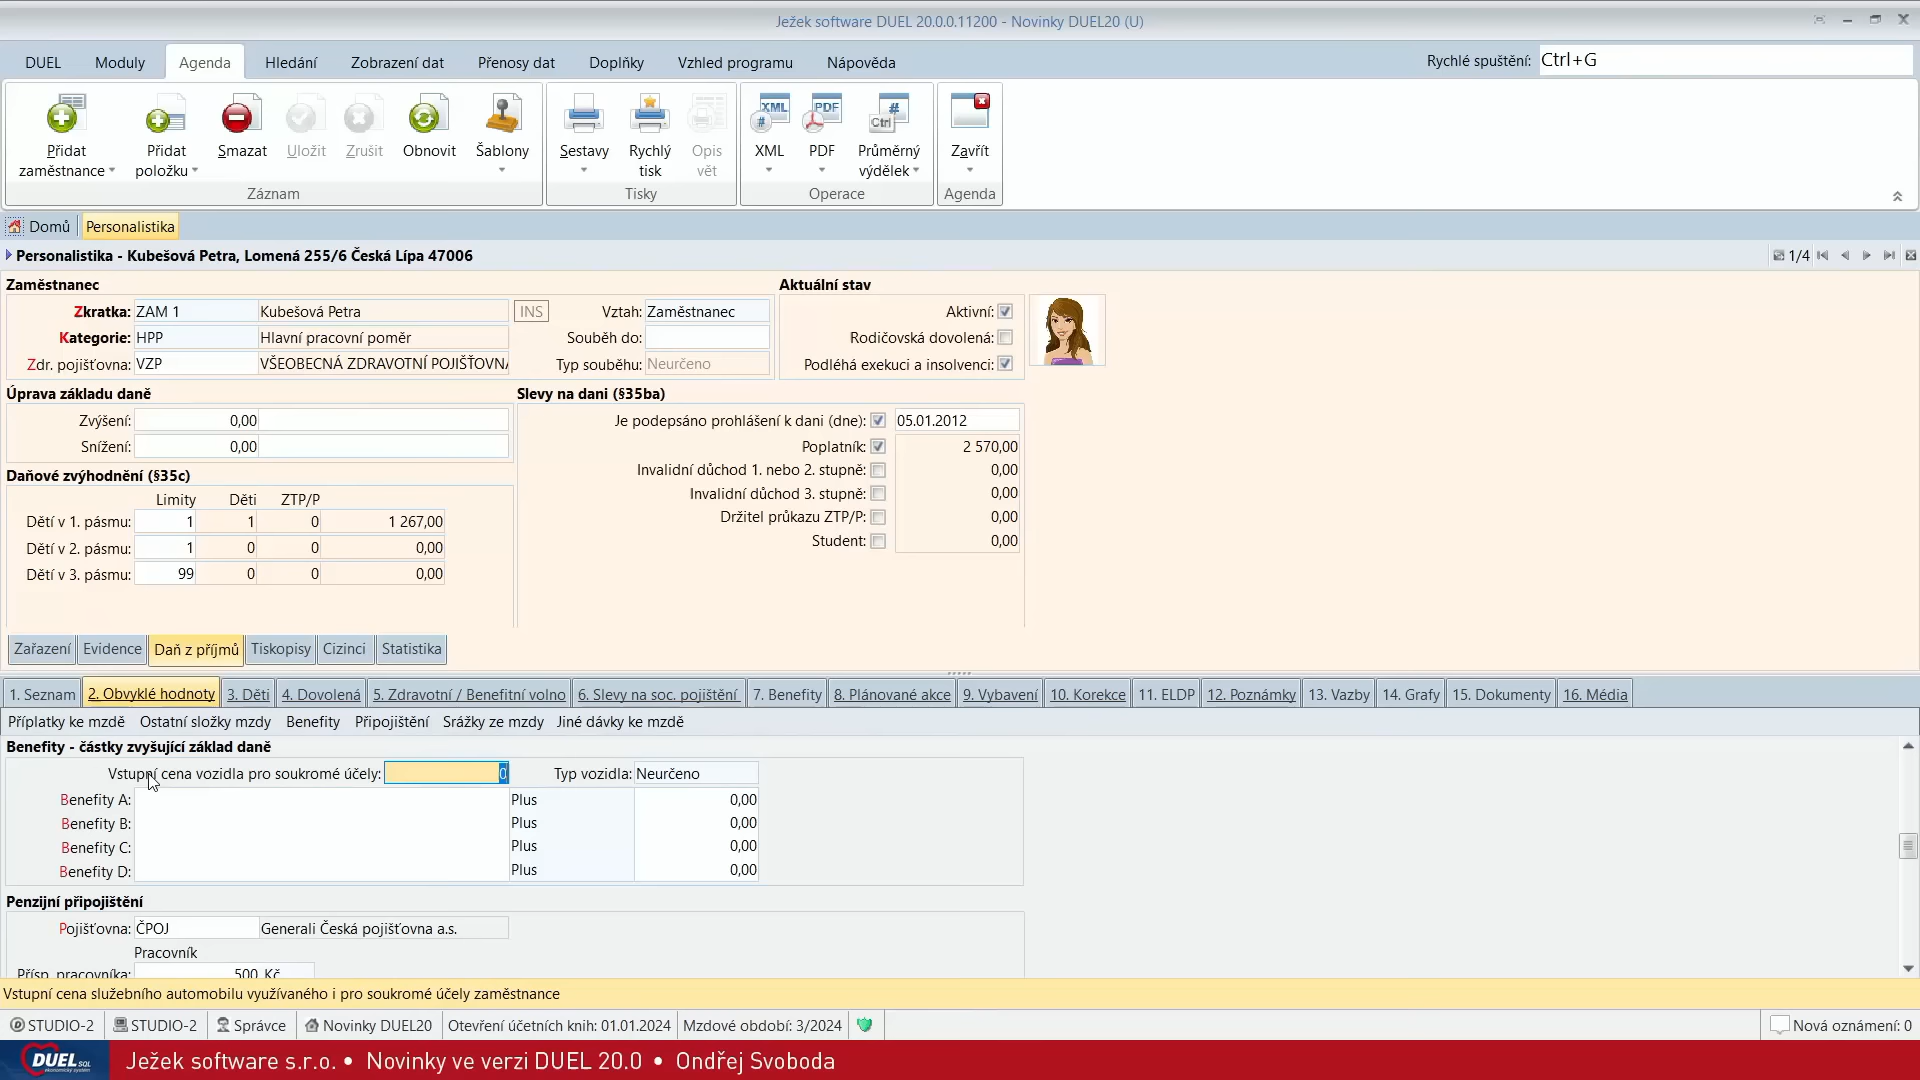 Ježek software DUEL 20.0.0.11200 - Novinky DUEL20 (U)
DUEL Moduly Agenda Hledání Zobrazení dat Přenosy dat Doplňky Vzhled programu Nápověda Rychlé spuštění: Ctrl+G
XML PDF # Ctrl
Přidat zaměstnance Přidat položku Smazat Uložit Zrušit Obnovit Šablony Sestavy Rychlý tisk Opis vět XML PDF Průměrný výdělek Zavřít
Záznam Tisky Operace Agenda
Domů Personalistika
Personalistika - Kubešová Petra, Lomená 255/6 Česká Lípa 47006 1/4
Zaměstnanec Aktuální stav
Zkratka: ZAM 1 Kubešová Petra INS Vztah: Zaměstnanec Aktivní:
Kategorie: HPP Hlavní pracovní poměr Souběh do: Rodičovská dovolená:
Zdr. pojišťovna: VZP VŠEOBECNÁ ZDRAVOTNÍ POJIŠŤOVNA Typ souběhu: Neurčeno Podléhá exekuci a insolvenci:
Úprava základu daně Slevy na dani (§35ba)
Zvýšení: 0,00 Je podepsáno prohlášení k dani (dne): 05.01.2012
Snížení: 0,00 Poplatník: 2 570,00
Invalidní důchod 1. nebo 2. stupně: 0,00
Daňové zvýhodnění (§35c)
Limity Děti ZTP/P Invalidní důchod 3. stupně: 0,00
Dětí v 1. pásmu: 1 1 0 1 267,00 Držitel průkazu ZTP/P: 0,00
Dětí v 2. pásmu: 1 0 0 0,00 Student: 0,00
Dětí v 3. pásmu: 99 0 0 0,00
Zařazení Evidence Daň z příjmů Tiskopisy Cizinci Statistika
1. Seznam 2. Obvyklé hodnoty 3. Děti 4. Dovolená 5. Zdravotní / Benefitní volno 6. Slevy na soc. pojištění 7. Benefity 8. Plánované akce 9. Vybavení 10. Korekce 11. ELDP 12. Poznámky 13. Vazby 14. Grafy 15. Dokumenty 16. Média
Příplatky ke mzdě Ostatní složky mzdy Benefity Připojištění Srážky ze mzdy Jiné dávky ke mzdě
Benefity - částky zvyšující základ daně
Vstupní cena vozidla pro soukromé účely: 0 Typ vozidla: Neurčeno
Benefity A: Plus 0,00
Benefity B: Plus 0,00
Benefity C: Plus 0,00
Benefity D: Plus 0,00
Penzijní připojištění
Pojišťovna: ČPOJ Generali Česká pojišťovna a.s.
Pracovník
Přísp. pracovníka: 500 Kč
Vstupní cena služebního automobilu využívaného i pro soukromé účely zaměstnance
STUDIO-2 STUDIO-2 Správce Novinky DUEL20 Otevření účetních knih: 01.01.2024 Mzdové období: 3/2024 Nová oznámení: 0
DUEL SQL ekonomický systém Ježek software s.r.o. • Novinky ve verzi DUEL 20.0 • Ondřej Svoboda